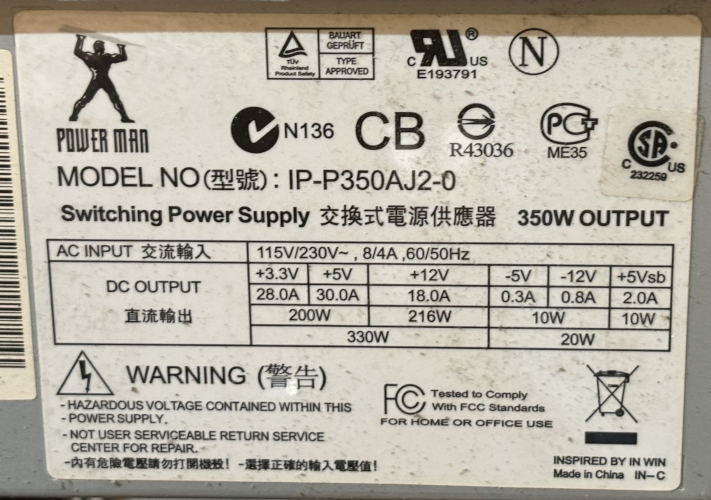 BAUART GEPRÜFT
TÜV Rheinland Product Safety
TYPE APPROVED
C RU US ®
E193791
N
POWER MAN
N136
CB
R43036
PCT
ME35
C SA US
232259
MODEL NO(型號): IP-P350AJ2-0
Switching Power Supply 交換式電源供應器 350W OUTPUT
AC INPUT 交流輸入 115V/230V~ , 8/4A ,60/50Hz
DC OUTPUT 直流輸出
+3.3V +5V +12V -5V -12V +5Vsb
28.0A 30.0A 18.0A 0.3A 0.8A 2.0A
200W 216W 10W 10W
330W 20W
WARNING (警告)
- HAZARDOUS VOLTAGE CONTAINED WITHIN THIS
- POWER SUPPLY.
- NOT USER SERVICEABLE RETURN SERVICE
CENTER FOR REPAIR.
-內有危險電壓請勿打開機殼! -選擇正確的輸入電壓值!
FC Tested to Comply
With FCC Standards
FOR HOME OR OFFICE USE
INSPIRED BY IN WIN
Made in China IN-C